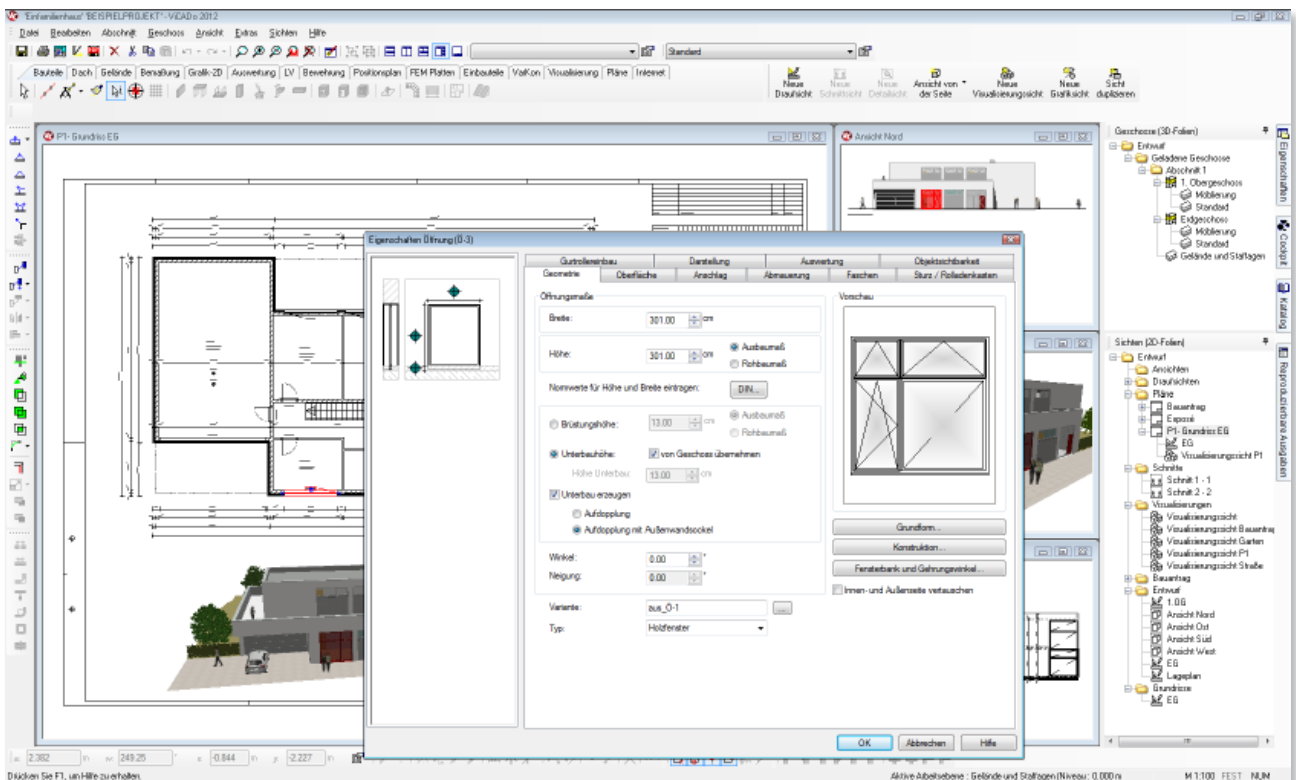 'Einfamilienhaus' 'BEISPIELPROJEKT' - ViCADo 2012
Datei Bearbeiten Abschnitt Geschoss Ansicht Extras Sichten Hilfe
Standard
Bauteile Dach Gelände Bemaßung Grafik-2D Auswertung LV Bewehrung Positionsplan FEM Platten Einbauteile VarKon Visualisierung Pläne Internet
Neue Draufsicht
Neue Schnittsicht
Neue Detailsicht
Ansicht von der Seite
Neue Visualisierungssicht
Neue Grafiksicht
Sicht duplizieren
P1- Grundriss EG
Ansicht Nord
Geschosse (3D-Folien)
Entwurf
Geladene Geschosse
Abschnitt 1
1. Obergeschoss
Möblierung
Standard
Erdgeschoss
Möblierung
Standard
Gelände und Staffagen
Eigenschaften
Cockpit
Katalog
Reproduzierbare Ausgaben
Eigenschaften Öffnung (Ö-3)
Gurtrolleneinbau Darstellung Auswertung Objektsichtbarkeit
Geometrie Oberfläche Anschlag Abmauerung Faschen Sturz / Rolladenkasten
Öffnungsmaße
Breite: 301.00 cm
Höhe: 301.00 cm
Ausbaumaß
Rohbaumaß
Normwerte für Höhe und Breite eintragen: DIN...
Brüstungshöhe: 13.00 cm
Ausbaumaß
Rohbaumaß
Unterbauhöhe: von Geschoss übernehmen
Höhe Unterbau: 13.00 cm
Unterbau erzeugen
Aufdopplung
Aufdopplung mit Außenwandsockel
Winkel: 0.00 °
Neigung: 0.00 °
Variante: aus_Ö-1 ...
Typ: Holzfenster
Vorschau
Grundform...
Konstruktion...
Fensterbank und Gehrungswinkel...
Innen- und Außenseite vertauschen
OK Abbrechen Hilfe
Sichten (2D-Folien)
Entwurf
Ansichten
Draufsichten
Pläne
Bauantrag
Exposé
P1- Grundriss EG
EG
Visualisierungssicht P1
Schnitte
Schnitt 1 - 1
Schnitt 2 - 2
Visualisierungen
Visualisierungssicht
Visualisierungssicht Bauantrag
Visualisierungssicht Garten
Visualisierungssicht P1
Visualisierungssicht Straße
Bauantrag
Entwurf
1.OG
Ansicht Nord
Ansicht Ost
Ansicht Süd
Ansicht West
EG
Lageplan
Grundrisse
EG
2.382 m 249.25 ° x: -0.844 m y: -2.227 m
Drücken Sie F1, um Hilfe zu erhalten.
Aktive Arbeitsebene : Gelände und Staffagen (Niveau : 0.000 m
M 1:100 FEST NUM